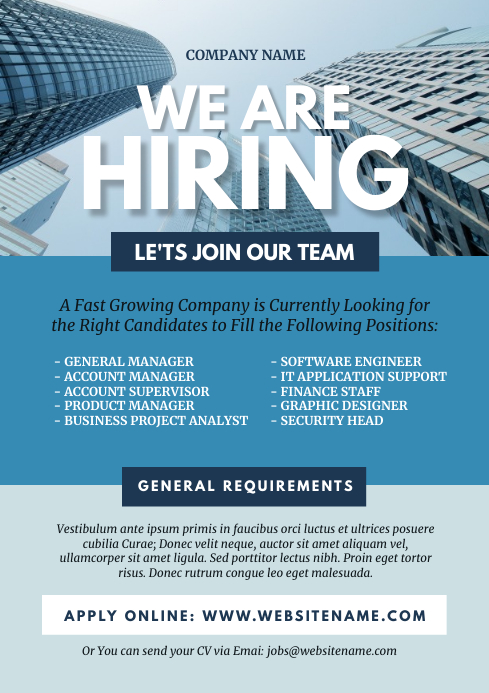 COMPANY NAME
WE ARE
HIRING
LE'TS JOIN OUR TEAM
A Fast Growing Company is Currently Looking for
the Right Candidates to Fill the Following Positions:
- GENERAL MANAGER
- ACCOUNT MANAGER
- ACCOUNT SUPERVISOR
- PRODUCT MANAGER
- BUSINESS PROJECT ANALYST
- SOFTWARE ENGINEER
- IT APPLICATION SUPPORT
- FINANCE STAFF
- GRAPHIC DESIGNER
- SECURITY HEAD
GENERAL REQUIREMENTS
Vestibulum ante ipsum primis in faucibus orci luctus et ultrices posuere
cubilia Curae; Donec velit neque, auctor sit amet aliquam vel,
ullamcorper sit amet ligula. Sed porttitor lectus nibh. Proin eget tortor
risus. Donec rutrum congue leo eget malesuada.
APPLY ONLINE: WWW.WEBSITENAME.COM
Or You can send your CV via Emai: jobs@websitename.com